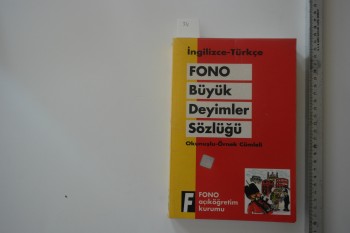 İngilizce-Türkçe
FONO
Büyük
Deyimler
Sözlüğü
Okunuşlu-Örnek Cümleli
F
FONO
açıköğretim
kurumu